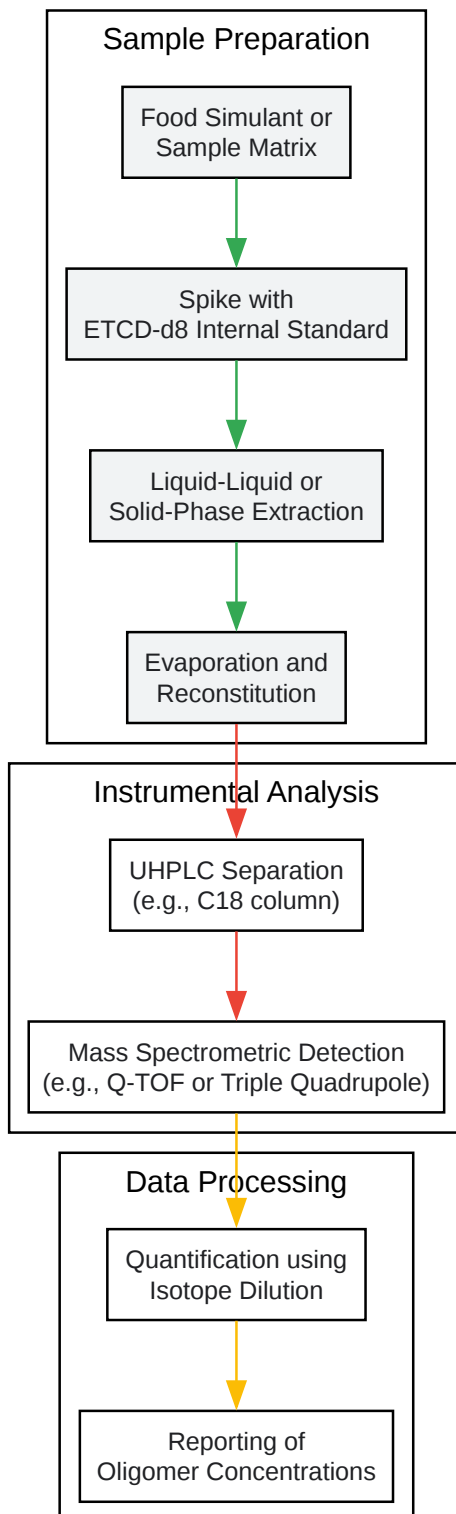 Sample Preparation
Food Simulant or
Sample Matrix
Spike with
ETCD-d8 Internal Standard
Liquid-Liquid or
Solid-Phase Extraction
Evaporation and
Reconstitution
Instrumental Analysis
UHPLC Separation
(e.g., C18 column)
Mass Spectrometric Detection
(e.g., Q-TOF or Triple Quadrupole)
Data Processing
Quantification using
Isotope Dilution
Reporting of
Oligomer Concentrations